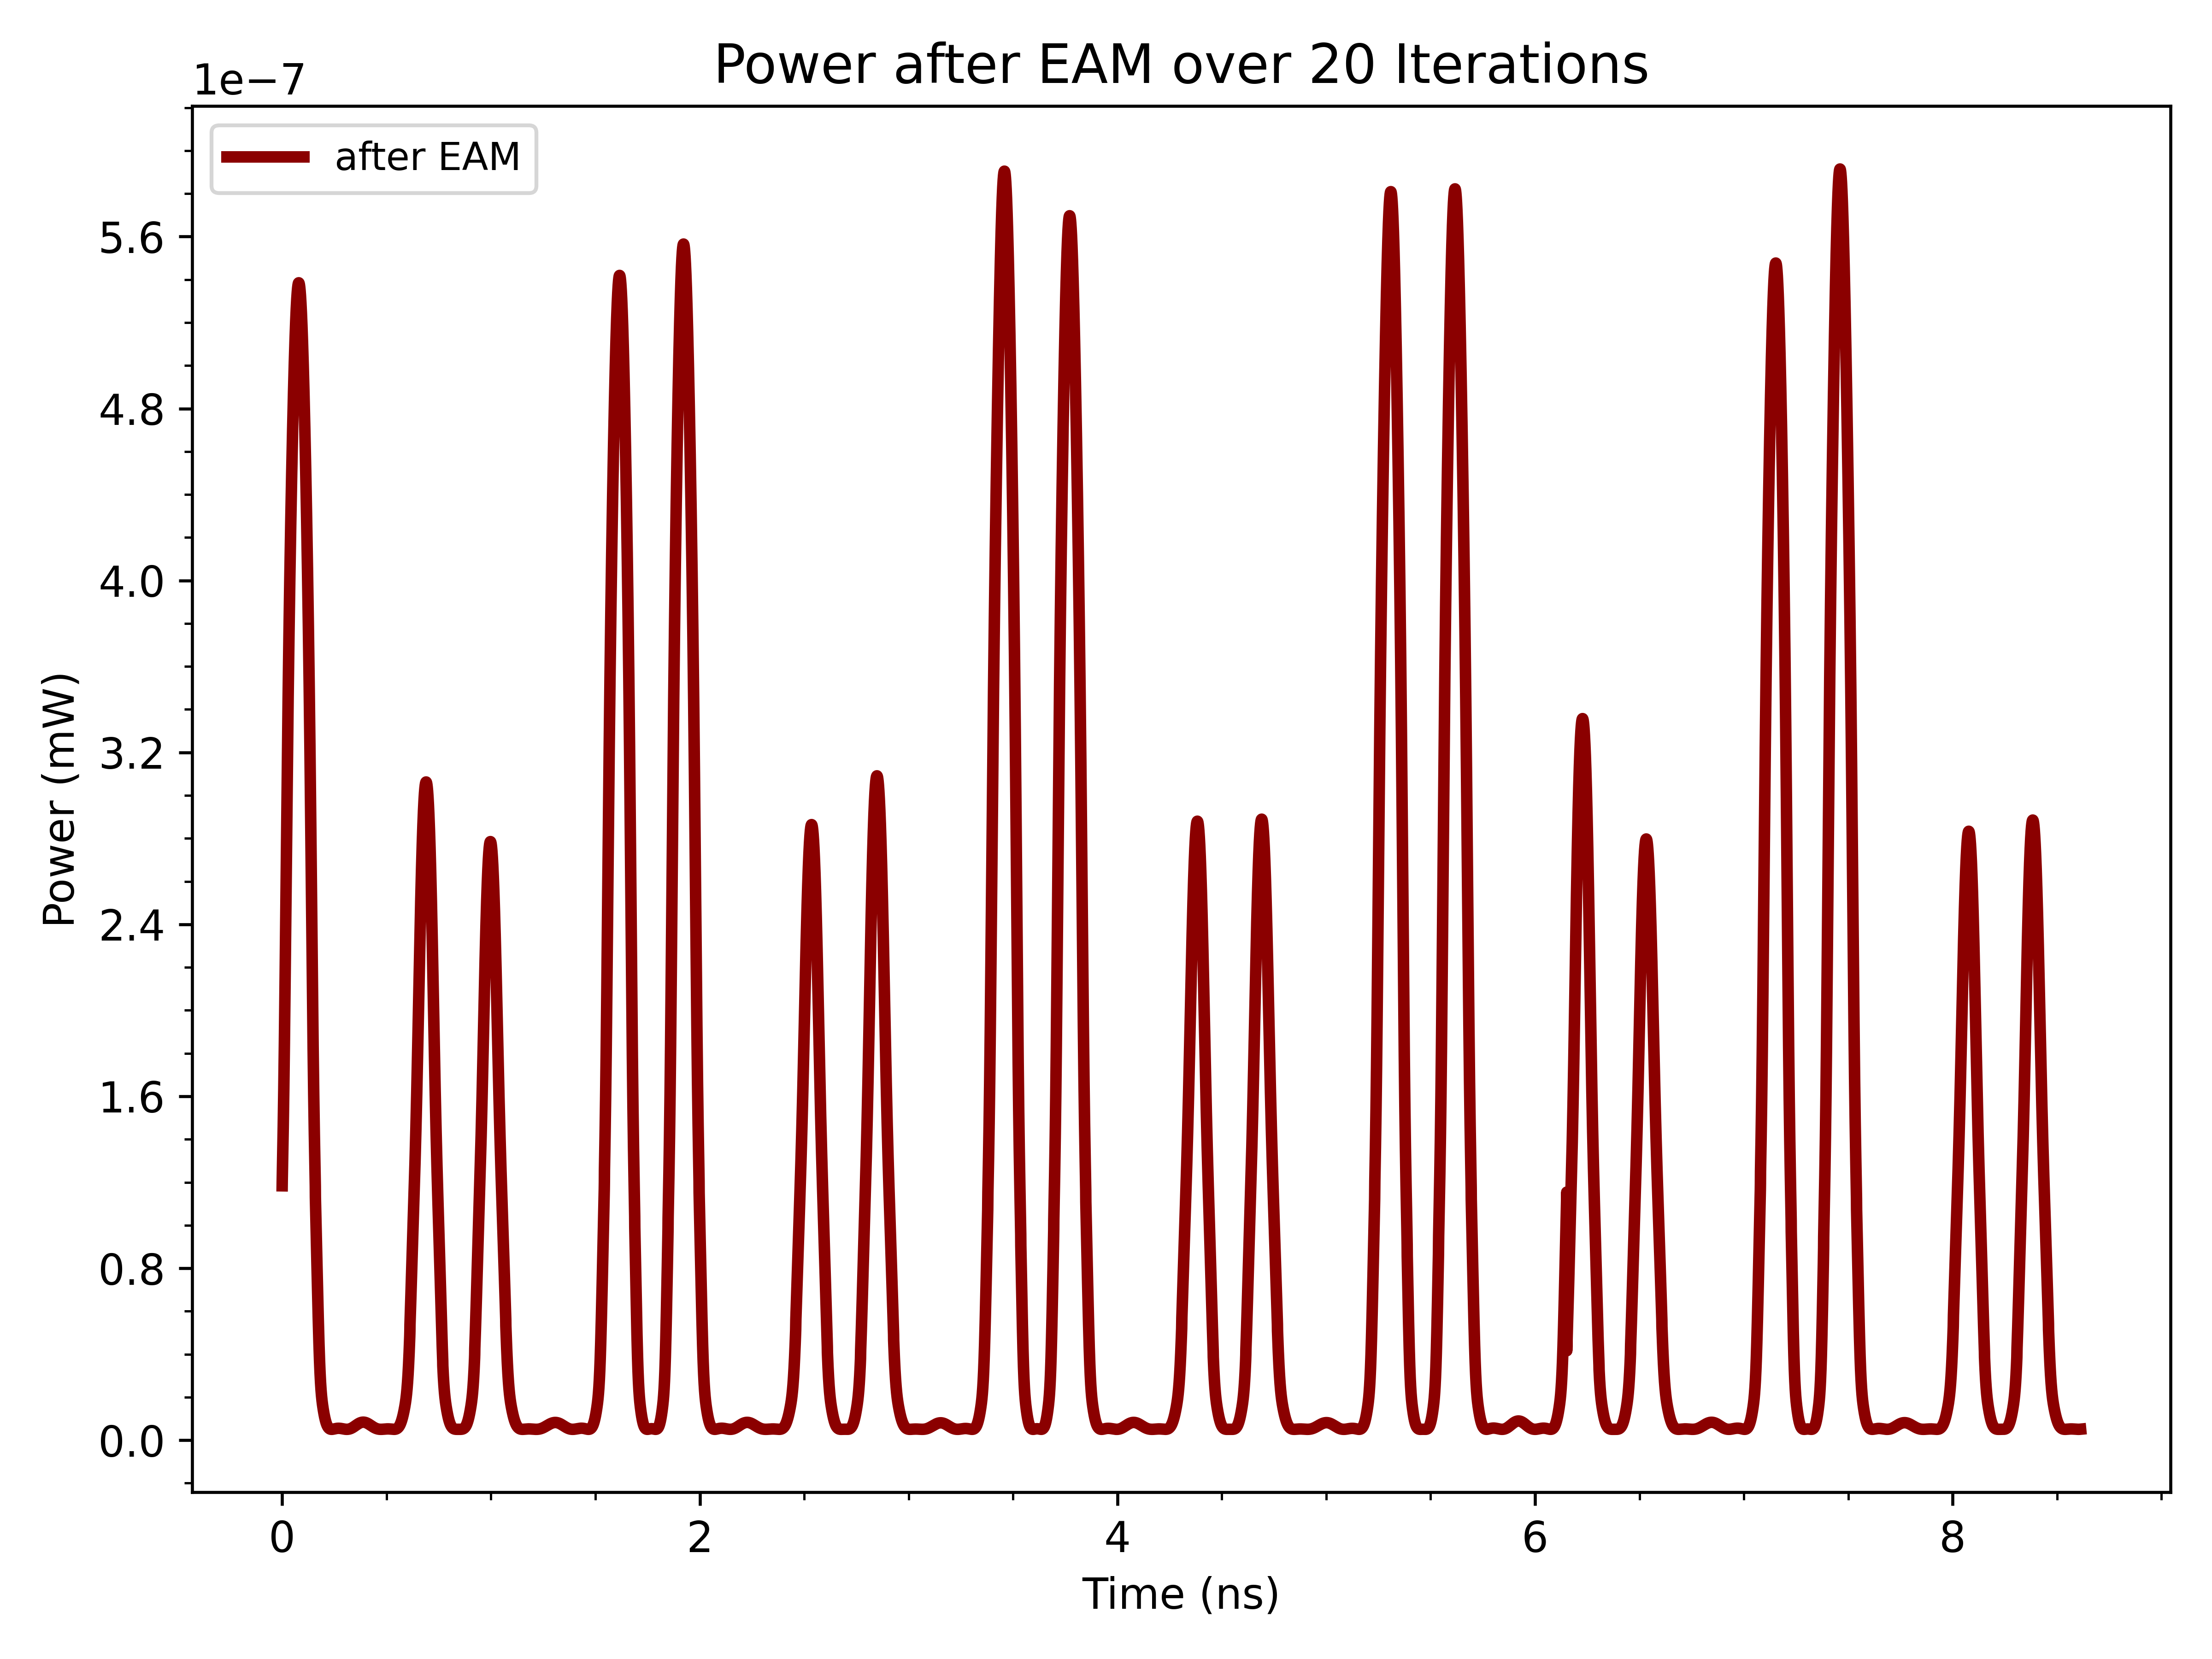 Power after EAM over 20 Iterations
1e−7
after EAM
5.6
4.8
4.0
3.2
2.4
1.6
0.8
0.0
Power (mW)
0 2 4 6 8
Time (ns)